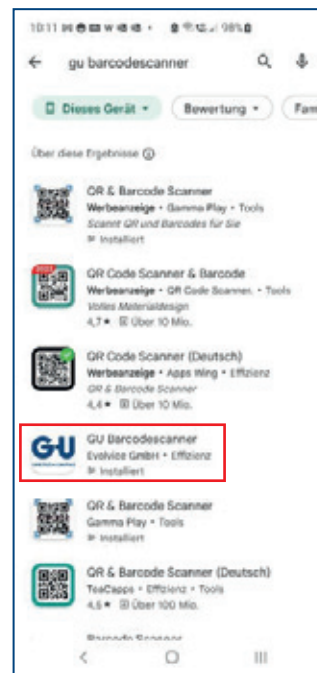 10:11 98%
gu barcodescanner
Dieses Gerät
Bewertung
Fam
Über diese Ergebnisse
QR & Barcode Scanner
Werbeanzeige • Gamma Play • Tools
Scannt QR und Barcodes für Sie
Installiert
QR Code Scanner & Barcode
Werbeanzeige • QR Code Scanner. • Tools
Volles Materialdesign
4,7 ★ Über 10 Mio.
QR Code Scanner (Deutsch)
Werbeanzeige • Apps Wing • Effizienz
QR & Barcode Scanner
4,4 ★ Über 10 Mio.
GU Barcodescanner
Evolvice GmbH • Effizienz
Installiert
QR & Barcode Scanner
Gamma Play • Tools
Installiert
QR & Barcode Scanner (Deutsch)
TeaCapps • Effizienz • Tools
4,6 ★ Über 100 Mio.
Barcode Scanner